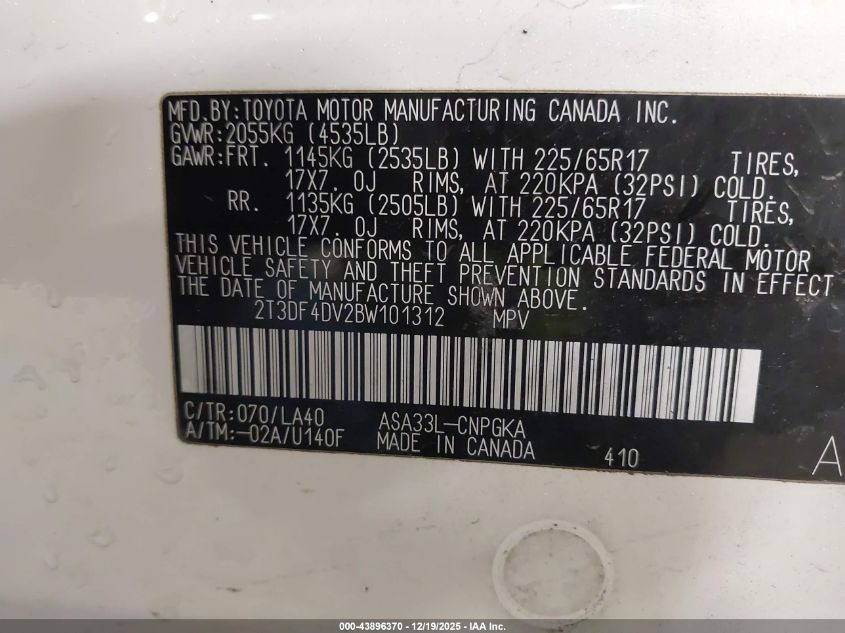 MFD.BY:TOYOTA MOTOR MANUFACTURING CANADA INC.
GVWR:2055KG (4535LB)
GAWR:FRT. 1145KG (2535LB) WITH 225/65R17 TIRES,
17X7. 0J RIMS, AT 220KPA (32PSI) COLD.
RR. 1135KG (2505LB) WITH 225/65R17 TIRES,
17X7. 0J RIMS, AT 220KPA (32PSI) COLD.
THIS VEHICLE CONFORMS TO ALL APPLICABLE FEDERAL MOTOR
VEHICLE SAFETY AND THEFT PREVENTION STANDARDS IN EFFECT
THE DATE OF MANUFACTURE SHOWN ABOVE.
2T3DF4DV2BW101312 MPV
C/TR:070/LA40 ASA33L-CNPGKA
A/TM:-02A/U140F MADE IN CANADA 410 A
000-43896370 - 12/19/2025 - IAA Inc.